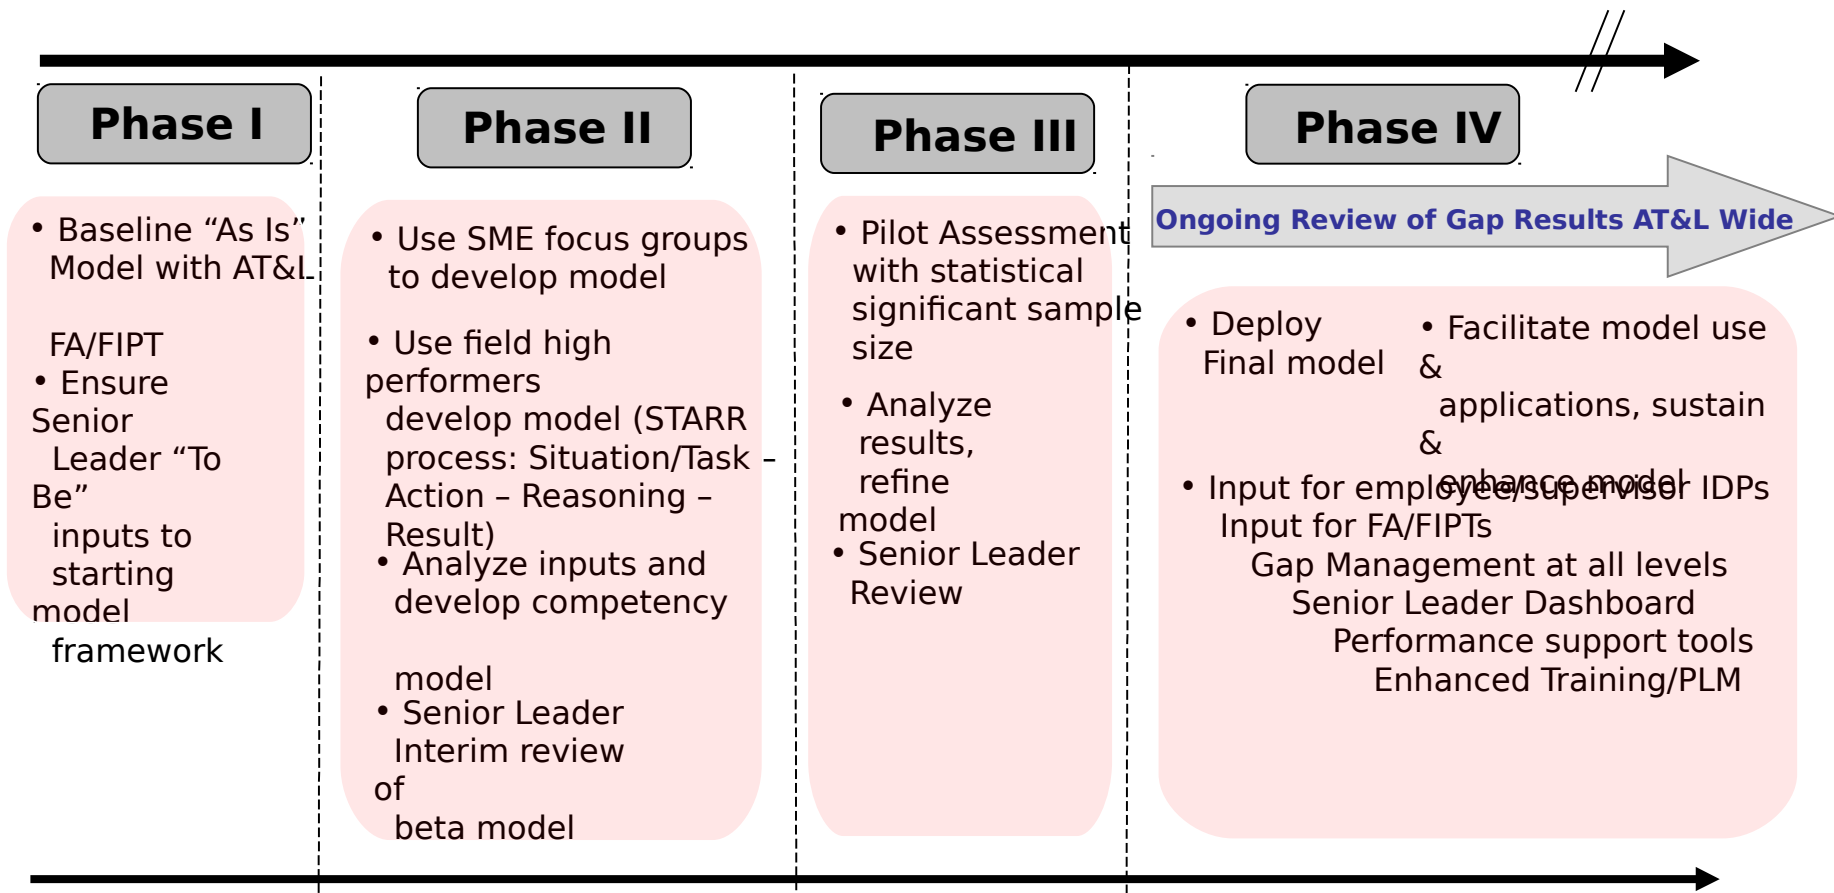 Phase I
Phase II
Phase III
Phase IV
• Baseline “As Is”
Model with AT&L
FA/FIPT
• Ensure
Senior
Leader “To
Be”
inputs to
starting
model
framework
• Use SME focus groups
to develop model
• Use field high
performers
develop model (STARR
process: Situation/Task –
Action – Reasoning –
Result)
• Analyze inputs and
develop competency
model
• Senior Leader
Interim review
of
beta model
• Pilot Assessment
with statistical
significant sample
size
• Analyze
results,
refine
model
• Senior Leader
Review
Ongoing Review of Gap Results AT&L Wide
• Deploy
Final model
• Facilitate model use
&
applications, sustain
&
enhance model
• Input for employee/supervisor IDPs
Input for FA/FIPTs
Gap Management at all levels
Senior Leader Dashboard
Performance support tools
Enhanced Training/PLM